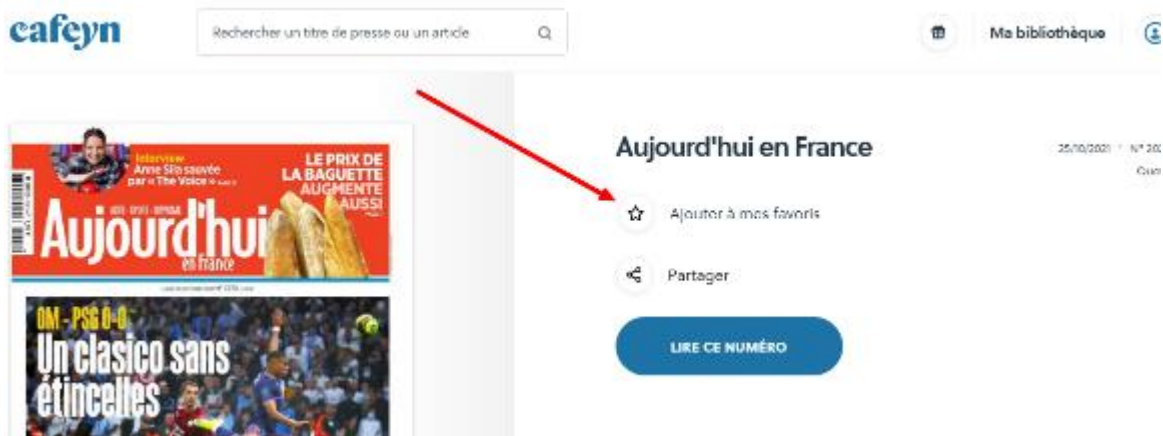 cafeyn
Rechercher un titre de presse ou un article
Ma bibliothèque
Interview
Anne Sila sauvée
par « The Voice »
LE PRIX DE
LA BAGUETTE
AUGMENTE
AUSSI
Aujourd'hui
en France
OM - PSG 0-0
Un clasico sans
étincelles
Aujourd'hui en France
25/10/2021
Ajouter à mes favoris
Partager
LIRE CE NUMÉRO